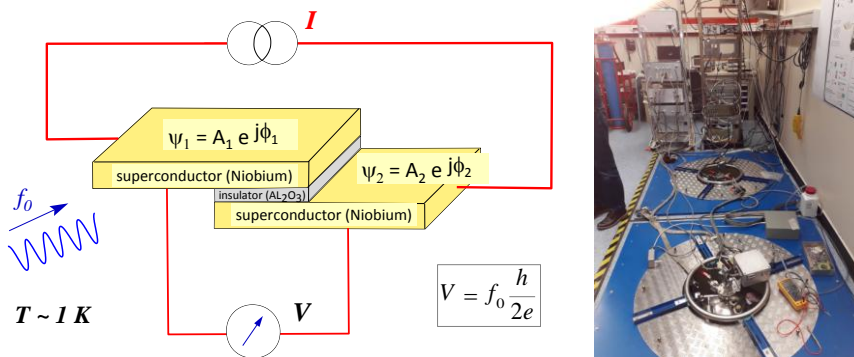 I
ψ₁ = A₁ e jϕ₁
superconductor (Niobium)
ψ₂ = A₂ e jϕ₂
insulator (AL₂O₃)
superconductor (Niobium)
f₀
T ~ 1 K
V
V = f₀ h/2e